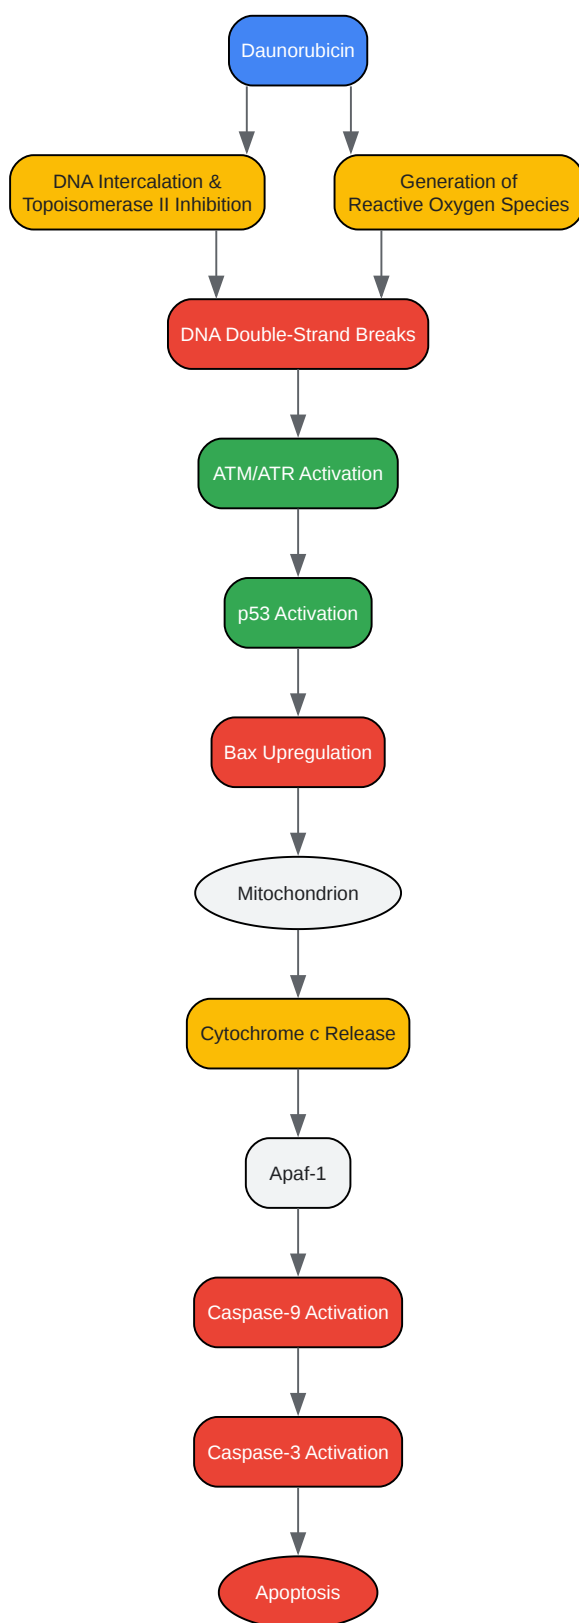 Daunorubicin
DNA Intercalation &
Topoisomerase II Inhibition
Generation of
Reactive Oxygen Species
DNA Double-Strand Breaks
ATM/ATR Activation
p53 Activation
Bax Upregulation
Mitochondrion
Cytochrome c Release
Apaf-1
Caspase-9 Activation
Caspase-3 Activation
Apoptosis